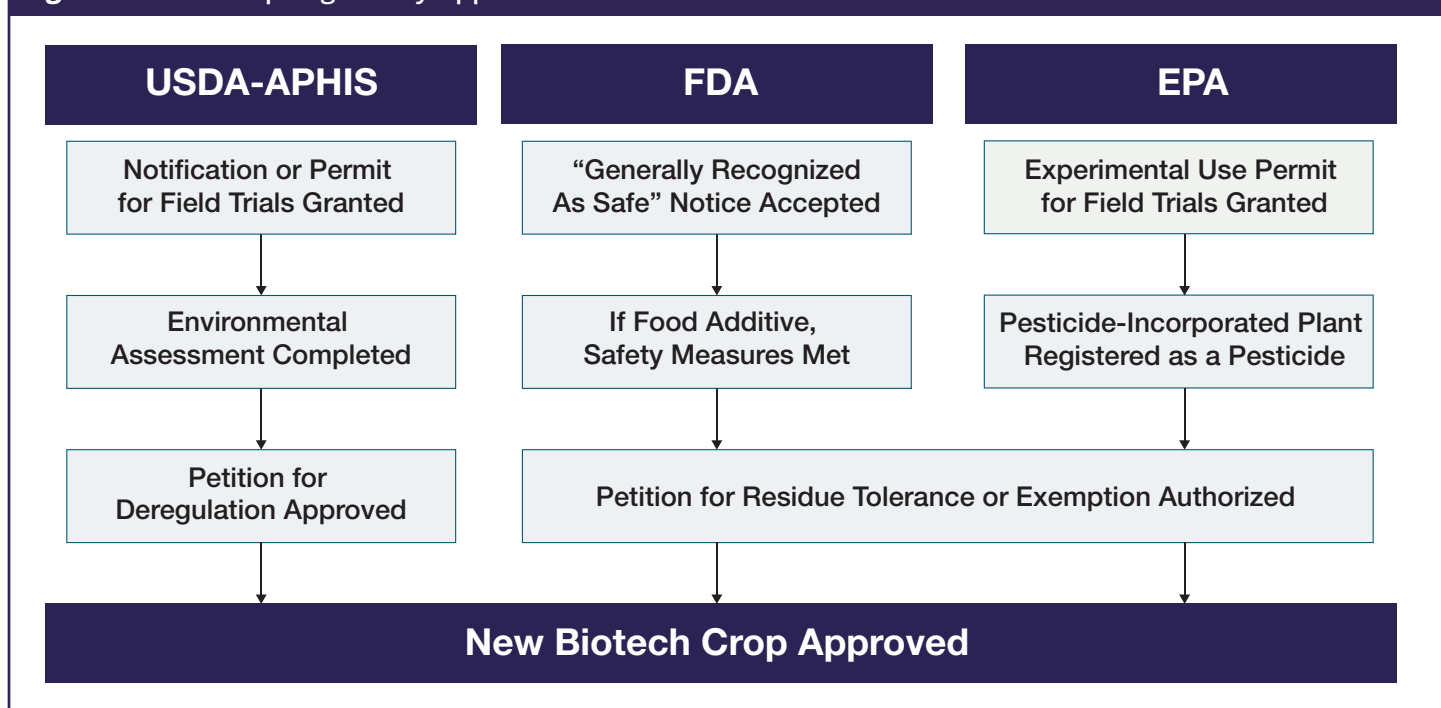 USDA-APHIS
FDA
EPA
Notification or Permit
for Field Trials Granted
“Generally Recognized
As Safe” Notice Accepted
Experimental Use Permit
for Field Trials Granted
Environmental
Assessment Completed
If Food Additive,
Safety Measures Met
Pesticide-Incorporated Plant
Registered as a Pesticide
Petition for
Deregulation Approved
Petition for Residue Tolerance or Exemption Authorized
New Biotech Crop Approved